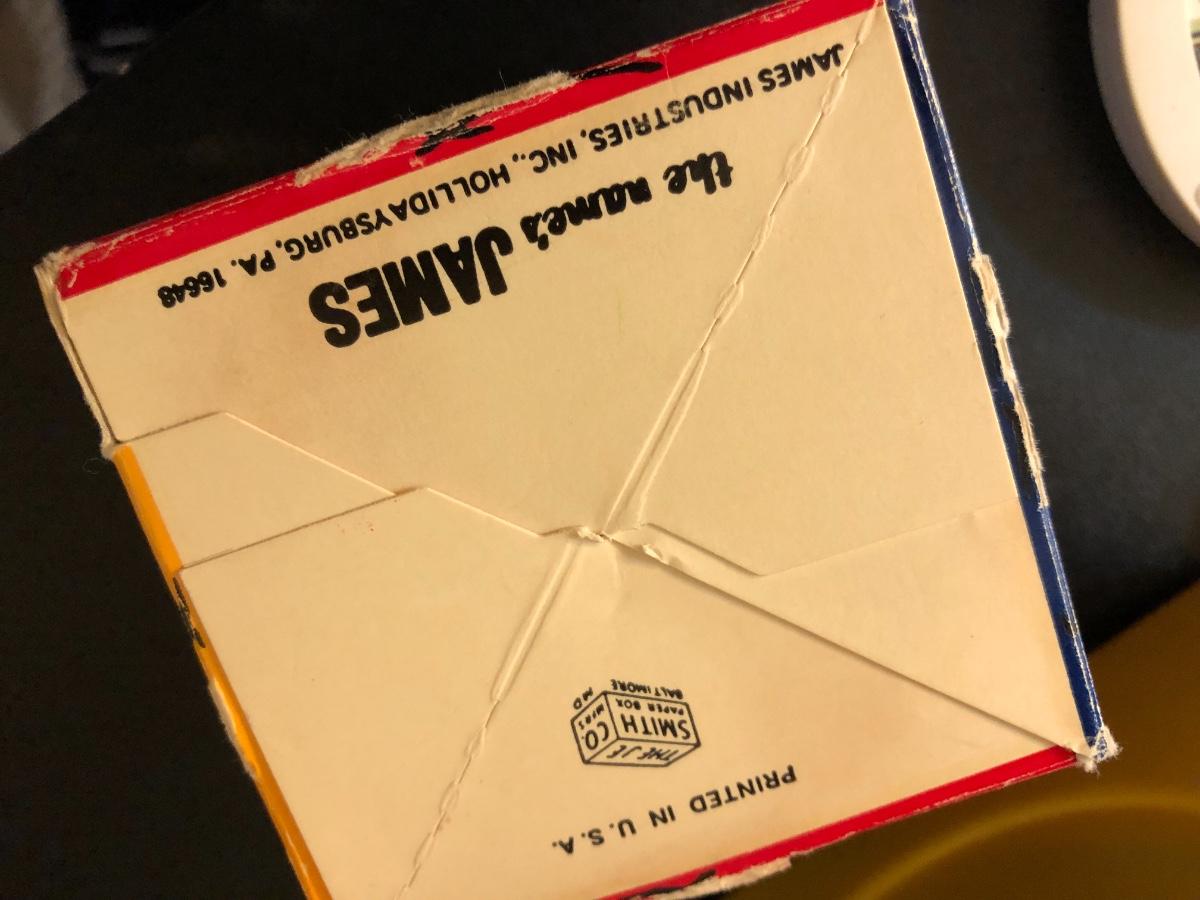 PRINTED IN U.S.A.
THE JE
SMITH CO.
PAPER BOX MFRS
BALTIMORE MD
the name's JAMES
JAMES INDUSTRIES, INC., HOLLIDAYSBURG, PA. 16648